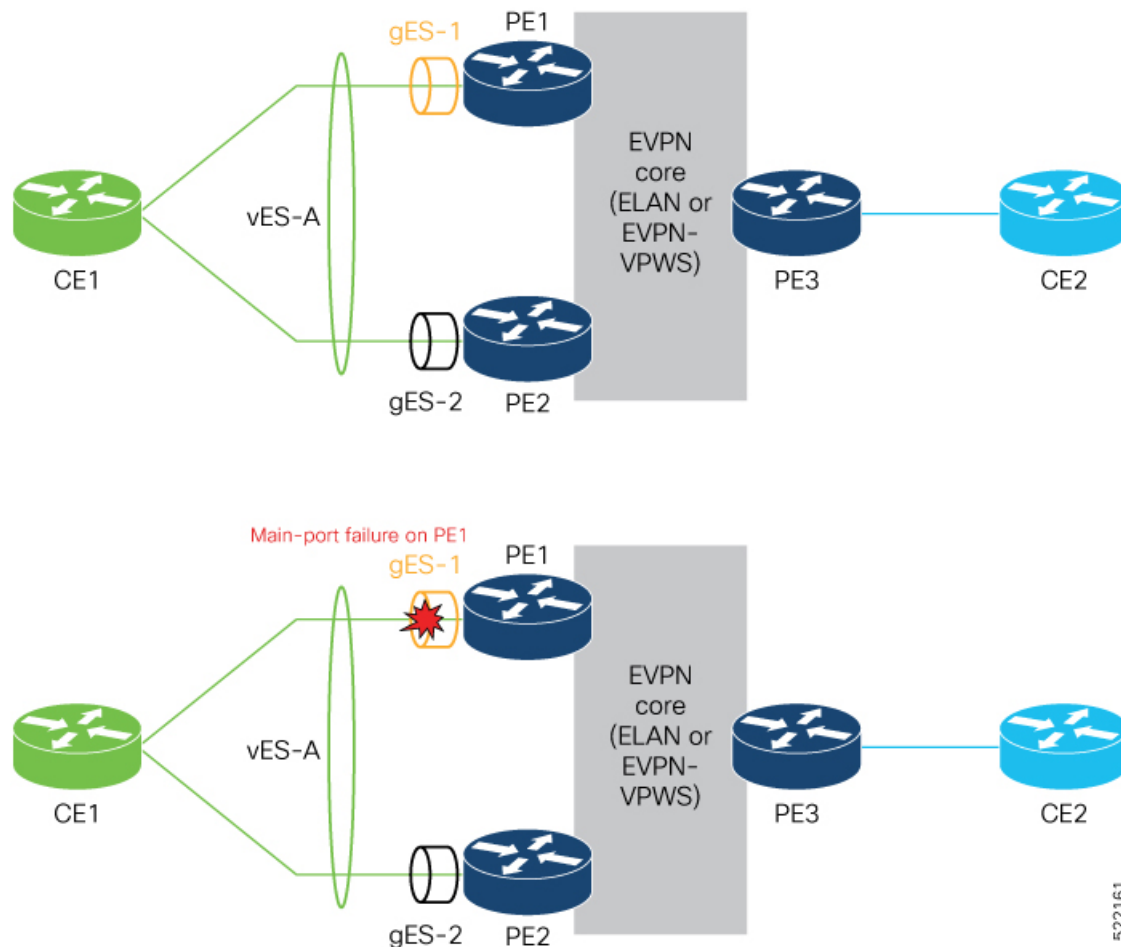 PE1
gES-1
EVPN
core
(ELAN or
EVPN-
VPWS)
vES-A
CE1
PE3
CE2
gES-2
PE2
Main-port failure on PE1
gES-1
PE1
EVPN
core
(ELAN or
EVPN-
VPWS)
vES-A
CE1
PE3
CE2
gES-2
PE2
522161